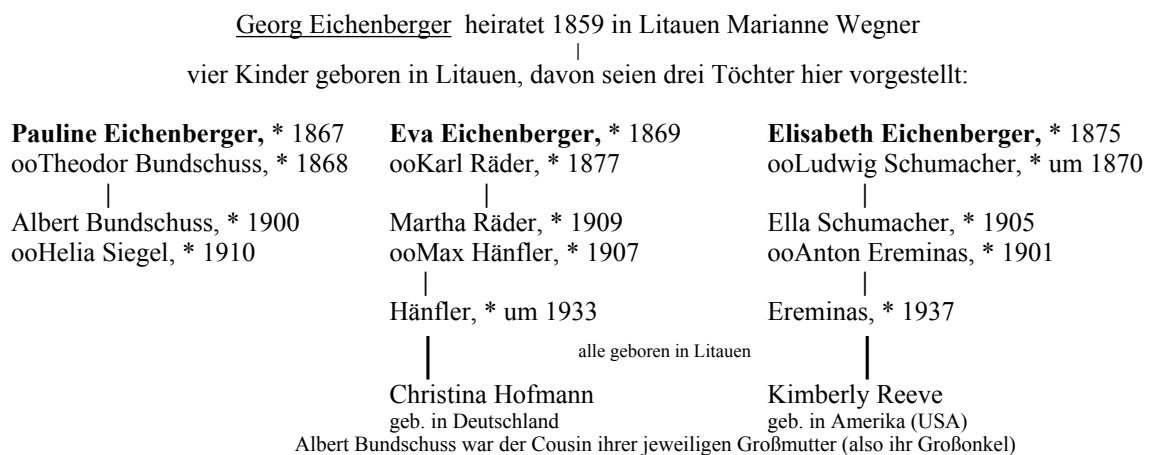 Georg Eichenberger heiratet 1859 in Litauen Marianne Wegner
|
vier Kinder geboren in Litauen, davon seien drei Töchter hier vorgestellt:
Pauline Eichenberger, * 1867
ooTheodor Bundschuss, * 1868
|
Albert Bundschuss, * 1900
ooHelia Siegel, * 1910
Eva Eichenberger, * 1869
ooKarl Räder, * 1877
|
Martha Räder, * 1909
ooMax Hänfler, * 1907
|
Hänfler, * um 1933
|
Christina Hofmann
geb. in Deutschland
Elisabeth Eichenberger, * 1875
ooLudwig Schumacher, * um 1870
|
Ella Schumacher, * 1905
ooAnton Ereminas, * 1901
|
Ereminas, * 1937
|
Kimberly Reeve
geb. in Amerika (USA)
alle geboren in Litauen
Albert Bundschuss war der Cousin ihrer jeweiligen Großmutter (also ihr Großonkel)